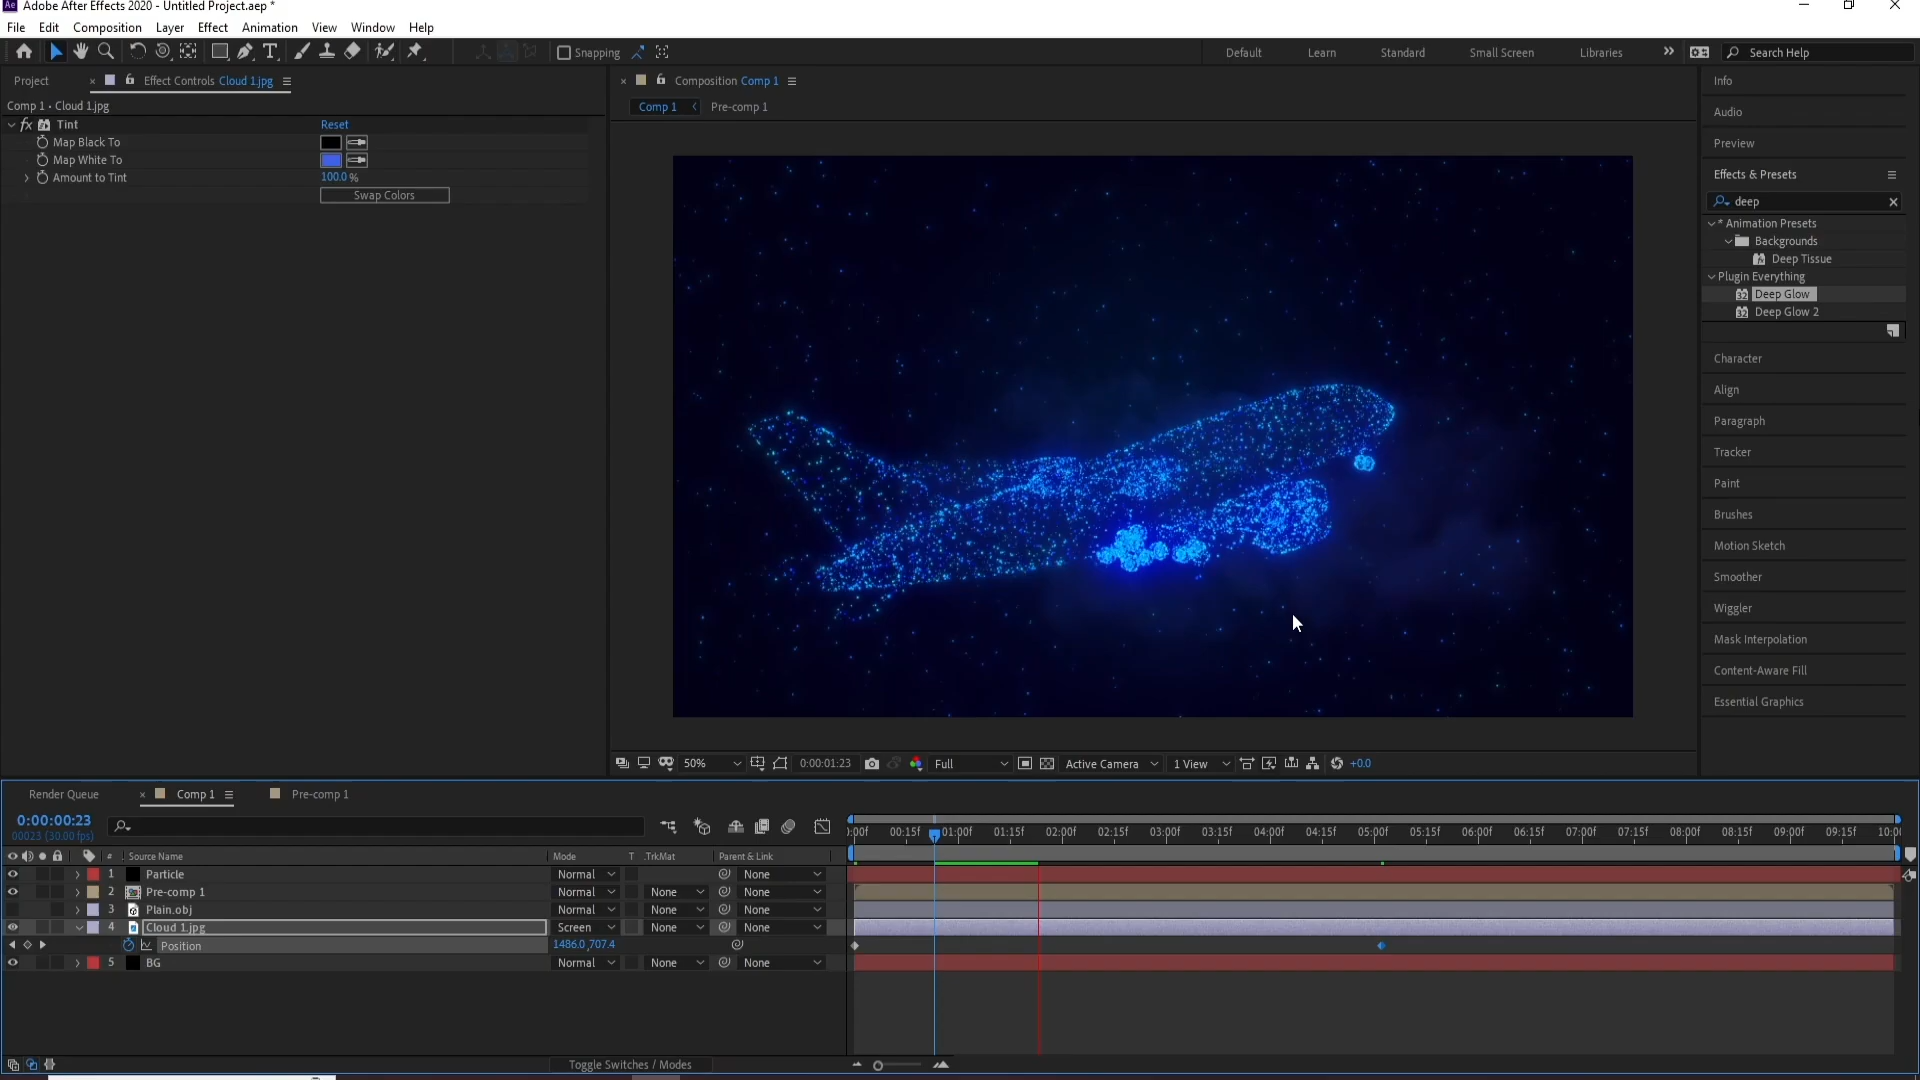 Adobe After Effects 2020 - Untitled Project.aep *
File Edit Composition Layer Effect Animation View Window Help
Snapping Default Learn Standard Small Screen Libraries Search Help
Project Effect Controls Cloud 1.jpg
Comp 1 • Cloud 1.jpg
fx Tint Reset
Map Black To
Map White To
Amount to Tint 100.0 %
Swap Colors
Composition Comp 1
Comp 1 Pre-comp 1
Info
Audio
Preview
Effects & Presets
deep
* Animation Presets
Backgrounds
Deep Tissue
Plugin Everything
Deep Glow
Deep Glow 2
Character
Align
Paragraph
Tracker
Paint
Brushes
Motion Sketch
Smoother
Wiggler
Mask Interpolation
Content-Aware Fill
Essential Graphics
50% 0:00:01:23 Full Active Camera 1 View +0.0
Render Queue Comp 1 Pre-comp 1
0:00:00:23
00023 (30.00 fps)
):00f 00:15f 01:00f 01:15f 02:00f 02:15f 03:00f 03:15f 04:00f 04:15f 05:00f 05:15f 06:00f 06:15f 07:00f 07:15f 08:00f 08:15f 09:00f 09:15f 10:0
# Source Name Mode T .TrkMat Parent & Link
1 Particle Normal None
2 Pre-comp 1 Normal None None
3 Plain.obj Normal None None
4 Cloud 1.jpg Screen None None
Position 1486.0,707.4
5 BG Normal None None
Toggle Switches / Modes